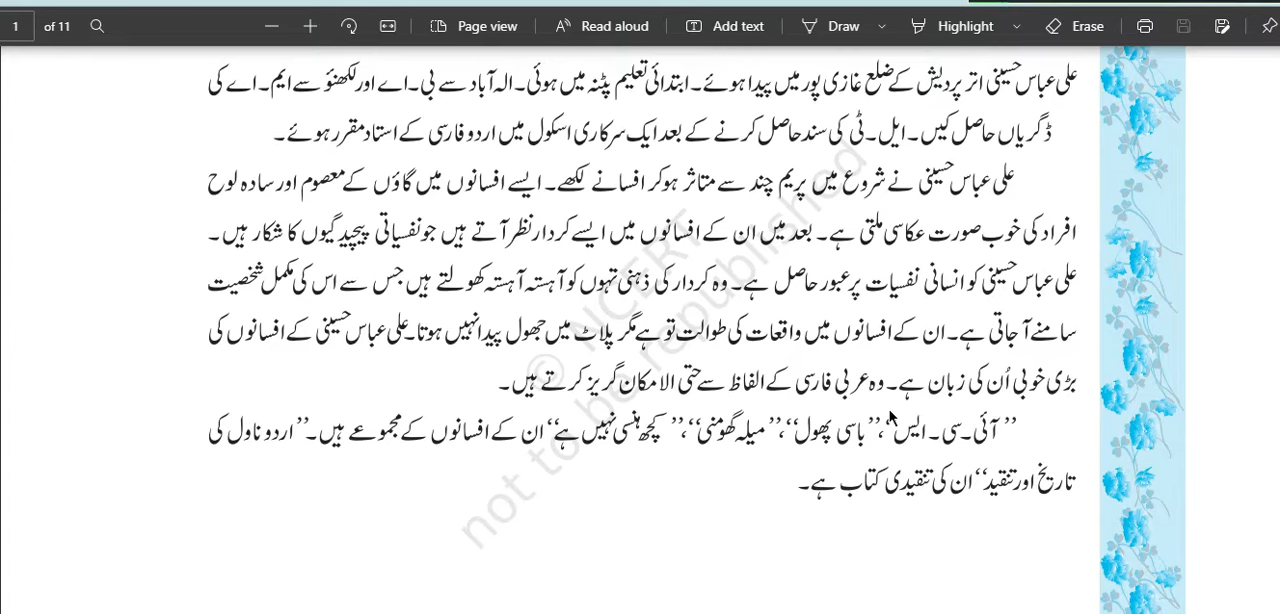 1 of 11 Page view Read aloud Add text Draw Highlight Erase
علی عباس حسینی اتر پردیش کے ضلع غازی پور میں پیدا ہوئے۔ ابتدائی تعلیم پٹنہ میں ہوئی۔ الہ آباد سے بی۔ اے اور لکھنؤ سے ایم۔ اے کی
ڈگریاں حاصل کیں۔ ایل۔ ٹی کی سند حاصل کرنے کے بعد ایک سرکاری اسکول میں اردو فارسی کے استاد مقرر ہوئے۔
علی عباس حسینی نے شروع میں پریم چند سے متاثر ہوکر افسانے لکھے۔ ایسے افسانوں میں گاؤں کے معصوم اور سادہ لوح
افراد کی خوب صورت عکاسی ملتی ہے۔ بعد میں ان کے افسانوں میں ایسے کردار نظر آتے ہیں جو نفسیاتی پیچیدگیوں کا شکار ہیں۔
علی عباس حسینی کو انسانی نفسیات پر عبور حاصل ہے۔ وہ کردار کی ذہنی تہوں کو آہستہ آہستہ کھولتے ہیں جس سے اس کی مکمل شخصیت
سامنے آ جاتی ہے۔ ان کے افسانوں میں واقعات کی طوالت تو ہے مگر پلاٹ میں جھول پیدا نہیں ہوتا۔ علی عباس حسینی کے افسانوں کی
بڑی خوبی اُن کی زبان ہے۔ وہ عربی فارسی کے الفاظ سے حتی الامکان گریز کرتے ہیں۔
”آئی۔ سی۔ ایس“، ”باسی پھول“، ”میلہ گھومنی“، ”کچھ ہنسی نہیں ہے“ ان کے افسانوں کے مجموعے ہیں۔ ”اردو ناول کی
تاریخ اور تنقید“ ان کی تنقیدی کتاب ہے۔
© NCERT
not to be republished